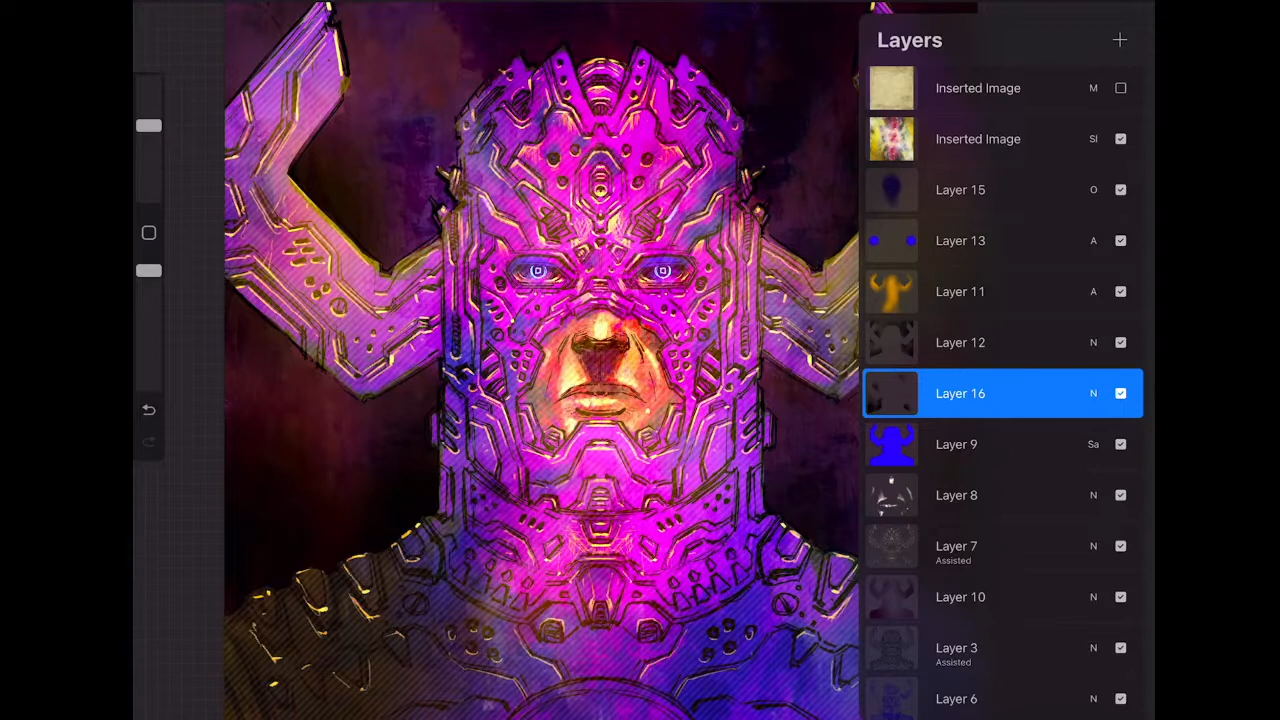 Layers
Inserted Image M
Inserted Image Sl
Layer 15 O
Layer 13 A
Layer 11 A
Layer 12 N
Layer 16 N
Layer 9 Sa
Layer 8 N
Layer 7 N
Assisted
Layer 10 N
Layer 3 N
Assisted
Layer 6 N